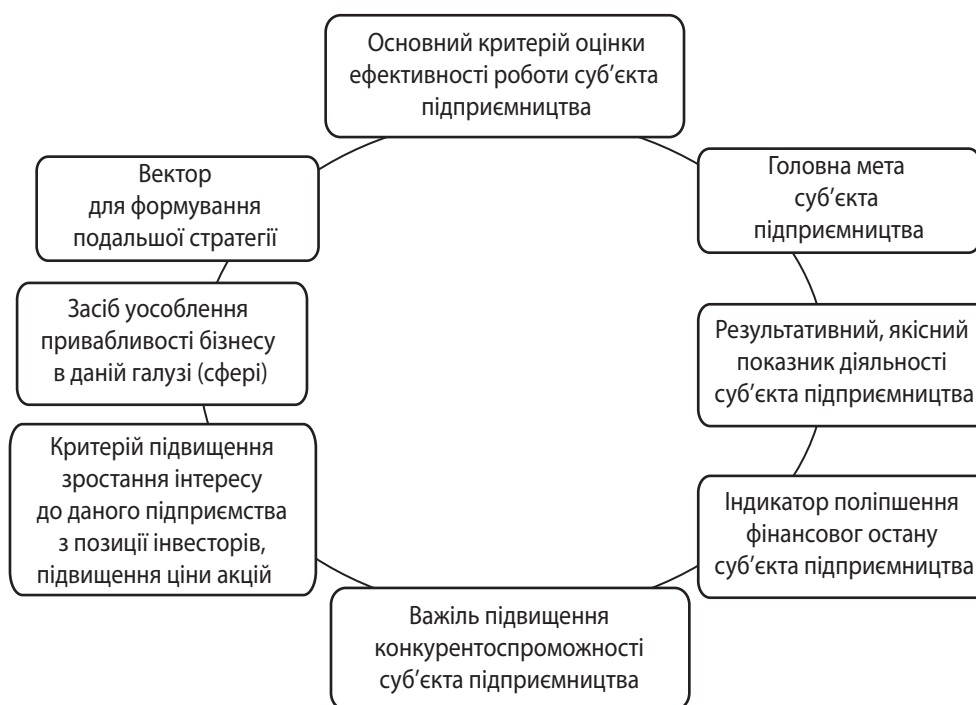 Основний критерій оцінки
ефективності роботи суб’єкта
підприємництва
Головна мета
суб’єкта
підприємництва
Результативний, якісний
показник діяльності
суб’єкта підприємництва
Індикатор поліпшення
фінансовог остану
суб’єкта підприємництва
Важіль підвищення
конкурентоспроможності
суб’єкта підприємництва
Критерій підвищення
зростання інтересу
до даного підприємства
з позиції інвесторів,
підвищення ціни акцій
Засіб уособлення
привабливості бізнесу
в даній галузі (сфері)
Вектор
для формування
подальшої стратегії